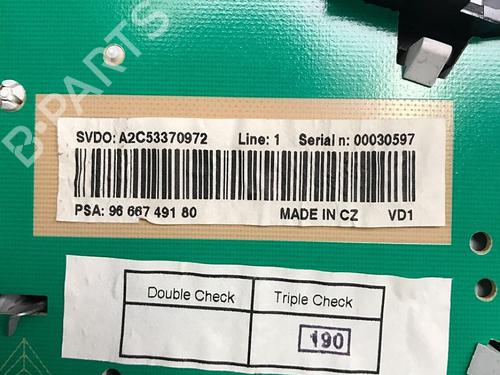 B-PARTS
SVDO: A2C53370972 Line: 1 Serial n: 00030597
PSA: 96 667 491 80 MADE IN CZ VD1
Double Check Triple Check
190